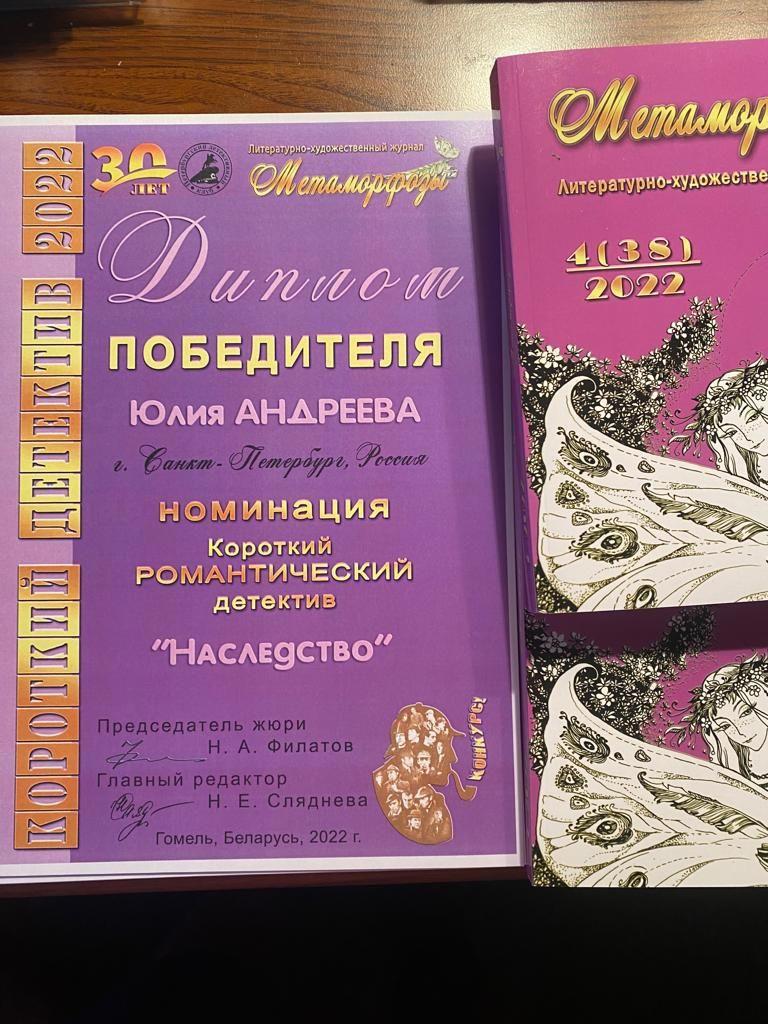 КОРОТКИЙ ДЕТЕКТИВ 2022
30
ЛЕТ
Литературно-художественный журнал
Метаморфозы
Диплом
ПОБЕДИТЕЛЯ
Юлия АНДРЕЕВА
г. Санкт-Петербург, Россия
номинация
Короткий
РОМАНТИЧЕСКИЙ
детектив
"Наследство"
Председатель жюри
Н. А. Филатов
Главный редактор
Н. Е. Сляднева
Гомель, Беларусь, 2022 г.
КОНКУРС
Метамор
Литературно-художестве
4(38)
2022